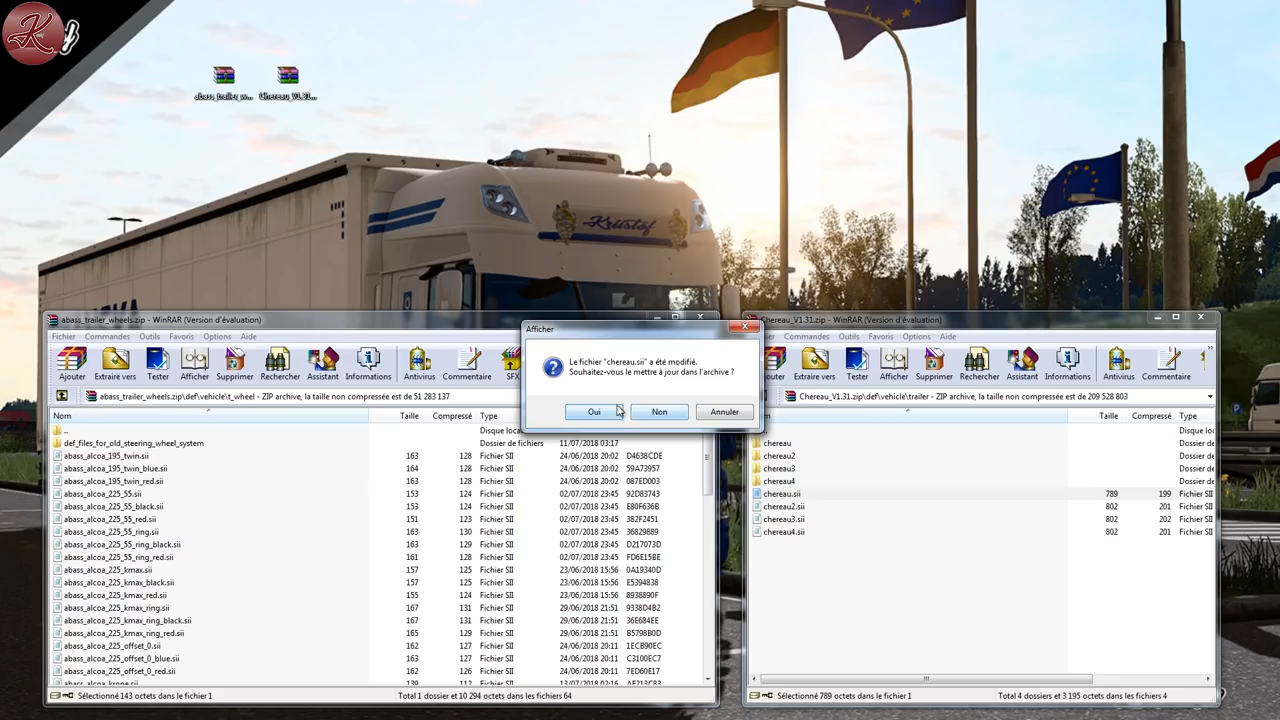 abass_trailer_w... Chereau_V1.31...
Kristof
abass_trailer_wheels.zip - WinRAR (Version d'évaluation)
Fichier Commandes Outils Favoris Options Aide
Ajouter Extraire vers Tester Afficher Supprimer Rechercher Assistant Informations Antivirus Commentaire SFX
abass_trailer_wheels.zip\def\vehicle\t_wheel - ZIP archive, la taille non compressée est de 51 283 137
Nom Taille Compressé Type
..
def_files_for_old_steering_wheel_system Dossier de fichiers 11/07/2018 03:17
abass_alcoa_195_twin.sii 163 128 Fichier SII 24/06/2018 20:02 D4638CDE
abass_alcoa_195_twin_blue.sii 164 128 Fichier SII 24/06/2018 20:02 59A73957
abass_alcoa_195_twin_red.sii 163 128 Fichier SII 24/06/2018 20:02 087ED003
abass_alcoa_225_55.sii 153 124 Fichier SII 02/07/2018 23:45 92D83743
abass_alcoa_225_55_black.sii 153 124 Fichier SII 02/07/2018 23:45 E80F636B
abass_alcoa_225_55_red.sii 151 123 Fichier SII 02/07/2018 23:45 382F2451
abass_alcoa_225_55_ring.sii 163 130 Fichier SII 02/07/2018 23:45 36829889
abass_alcoa_225_55_ring_black.sii 163 129 Fichier SII 02/07/2018 23:45 D217073D
abass_alcoa_225_55_ring_red.sii 161 128 Fichier SII 02/07/2018 23:45 FD6E15BE
abass_alcoa_225_kmax.sii 157 125 Fichier SII 23/06/2018 15:56 0A19340D
abass_alcoa_225_kmax_black.sii 157 125 Fichier SII 23/06/2018 15:56 E5394838
abass_alcoa_225_kmax_red.sii 155 124 Fichier SII 23/06/2018 15:56 8938890F
abass_alcoa_225_kmax_ring.sii 167 131 Fichier SII 29/06/2018 21:51 9338D4B2
abass_alcoa_225_kmax_ring_black.sii 167 131 Fichier SII 29/06/2018 21:51 36E684EE
abass_alcoa_225_kmax_ring_red.sii 165 129 Fichier SII 29/06/2018 21:51 B5798B0D
abass_alcoa_225_offset_0.sii 162 127 Fichier SII 24/06/2018 20:11 1ECB90EC
abass_alcoa_225_offset_0_blue.sii 163 127 Fichier SII 24/06/2018 20:11 C3100EC7
abass_alcoa_225_offset_0_red.sii 162 126 Fichier SII 24/06/2018 20:11 7ED60E17
Sélectionné 143 octets dans le fichier 1 Total 1 dossier et 10 294 octets dans les fichiers 64
Afficher
Le fichier "chereau.sii" a été modifié.
Souhaitez-vous le mettre à jour dans l'archive ?
Oui Non Annuler
Chereau_V1.31.zip - WinRAR (Version d'évaluation)
Commandes Outils Favoris Options Aide
Extraire vers Tester Afficher Supprimer Rechercher Assistant Informations Antivirus Commentaire
Chereau_V1.31.zip\def\vehicle\trailer - ZIP archive, la taille non compressée est de 209 528 803
Taille Compressé Type
chereau
chereau2
chereau3
chereau4
chereau.sii 789 199 Fichier SII
chereau2.sii 802 201 Fichier SII
chereau3.sii 802 202 Fichier SII
chereau4.sii 802 201 Fichier SII
Sélectionné 789 octets dans le fichier 1 Total 4 dossiers et 3 195 octets dans les fichiers 4